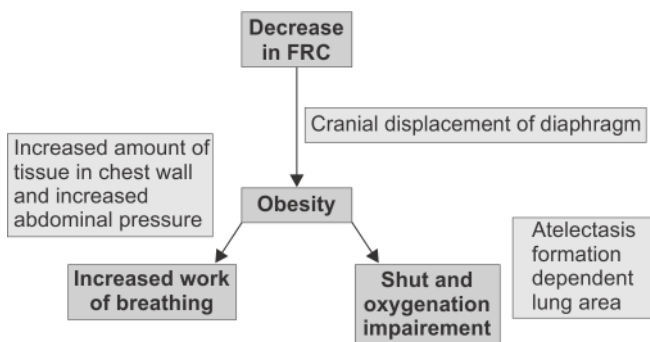 Decrease
in FRC
Cranial displacement of diaphragm
Increased amount of
tissue in chest wall
and increased
abdominal pressure
Obesity
Atelectasis
formation
dependent
lung area
Increased work
of breathing
Shut and
oxygenation
impairement